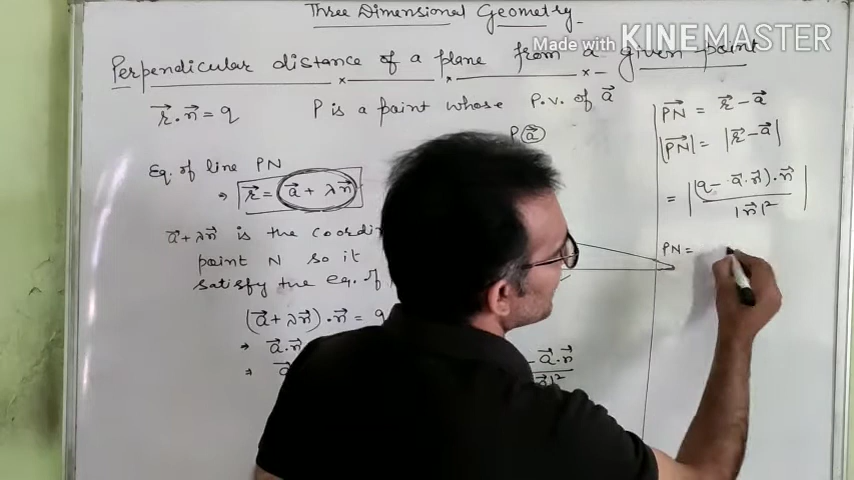 Three Dimensional Geometry
Made with KINEMASTER
Perpendicular distance of a plane from a given point
r⃗.n⃗ = q
P is a point whose P.V. of a⃗
P(a⃗)
Eq. of line PN
⇒ r⃗ = a⃗ + λn⃗
a⃗+λn⃗ is the
point N so it
satisfy the eq. of
(a⃗ + λn⃗).n⃗ =
⇒ a⃗.n⃗
⇒ a⃗
- a⃗.n⃗
|²
PN⃗ = r⃗ - a⃗
|PN⃗| = |r⃗ - a⃗|
= |(q - a⃗.n⃗).n⃗ / |n⃗|²|
PN =